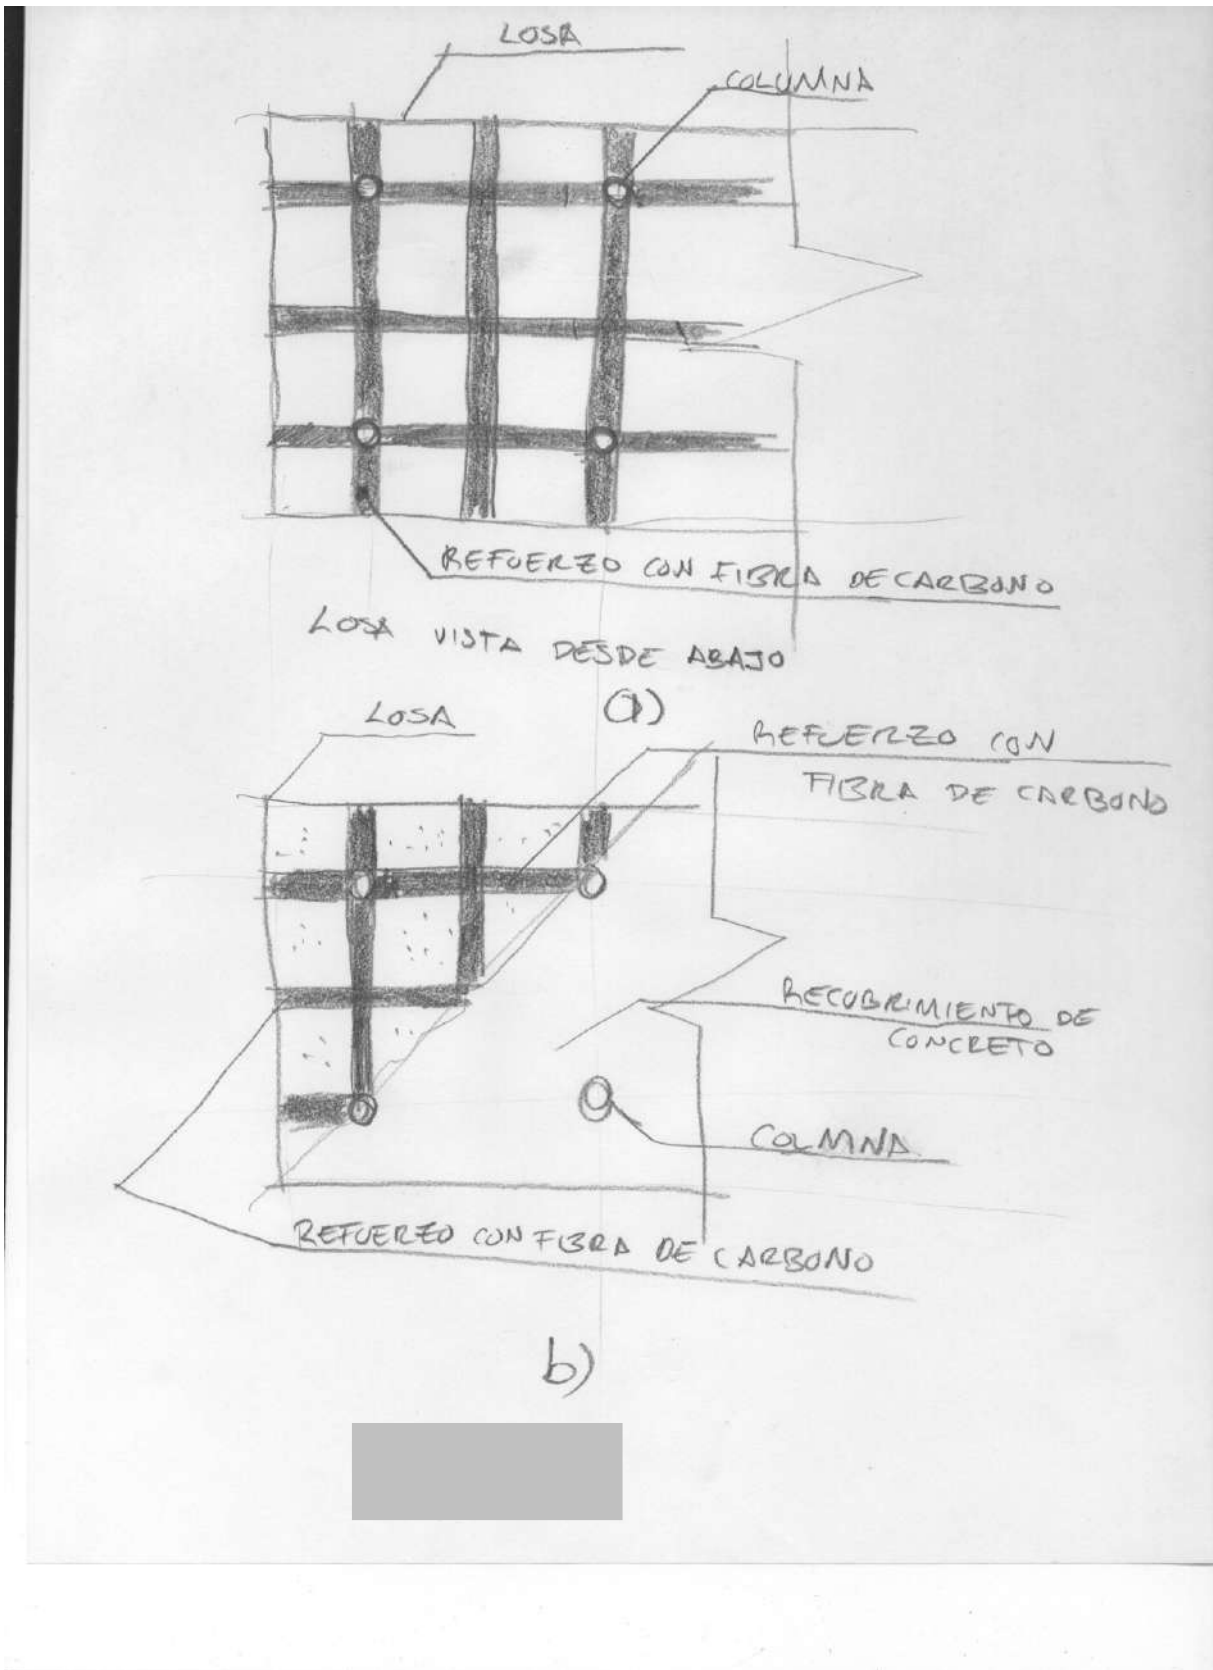 LOSA
COLUMNA
REFUERZO CON FIBRA DE CARBONO
LOSA VISTA DESDE ABAJO
(a)
LOSA
REFUERZO CON
FIBRA DE CARBONO
RECUBRIMIENTO DE
CONCRETO
COLMNA
REFUERZO CON FIBRA DE CARBONO
b)